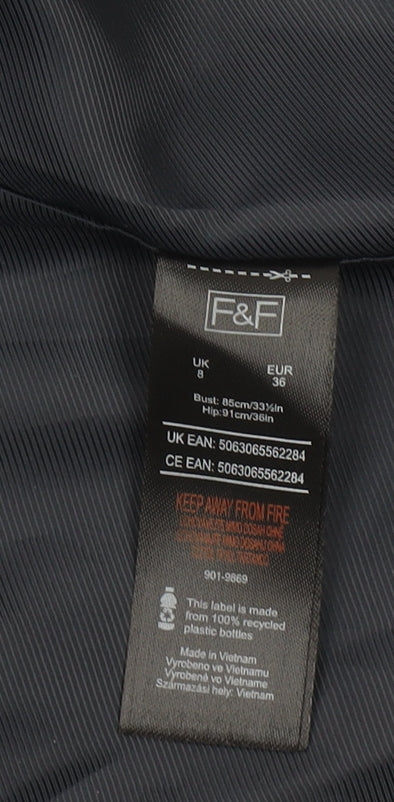 F&F
UK EUR
8 36
Bust: 85cm/33½in
Hip:91cm/36in
UK EAN: 5063065562284
CE EAN: 5063065562284
KEEP AWAY FROM FIRE
901-9869
This label is made
from 100% recycled
plastic bottles
Made in Vietnam
Vyrobeno ve Vietnamu
Vyrobené vo Vietname
Származási hely: Vietnam